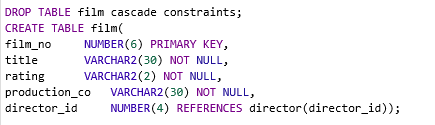 DROP TABLE film cascade constraints;
CREATE TABLE film(
film_no NUMBER(6) PRIMARY KEY,
title VARCHAR2(30) NOT NULL,
rating VARCHAR2(2) NOT NULL,
production_co VARCHAR2(30) NOT NULL,
director_id NUMBER(4) REFERENCES director(director_id));